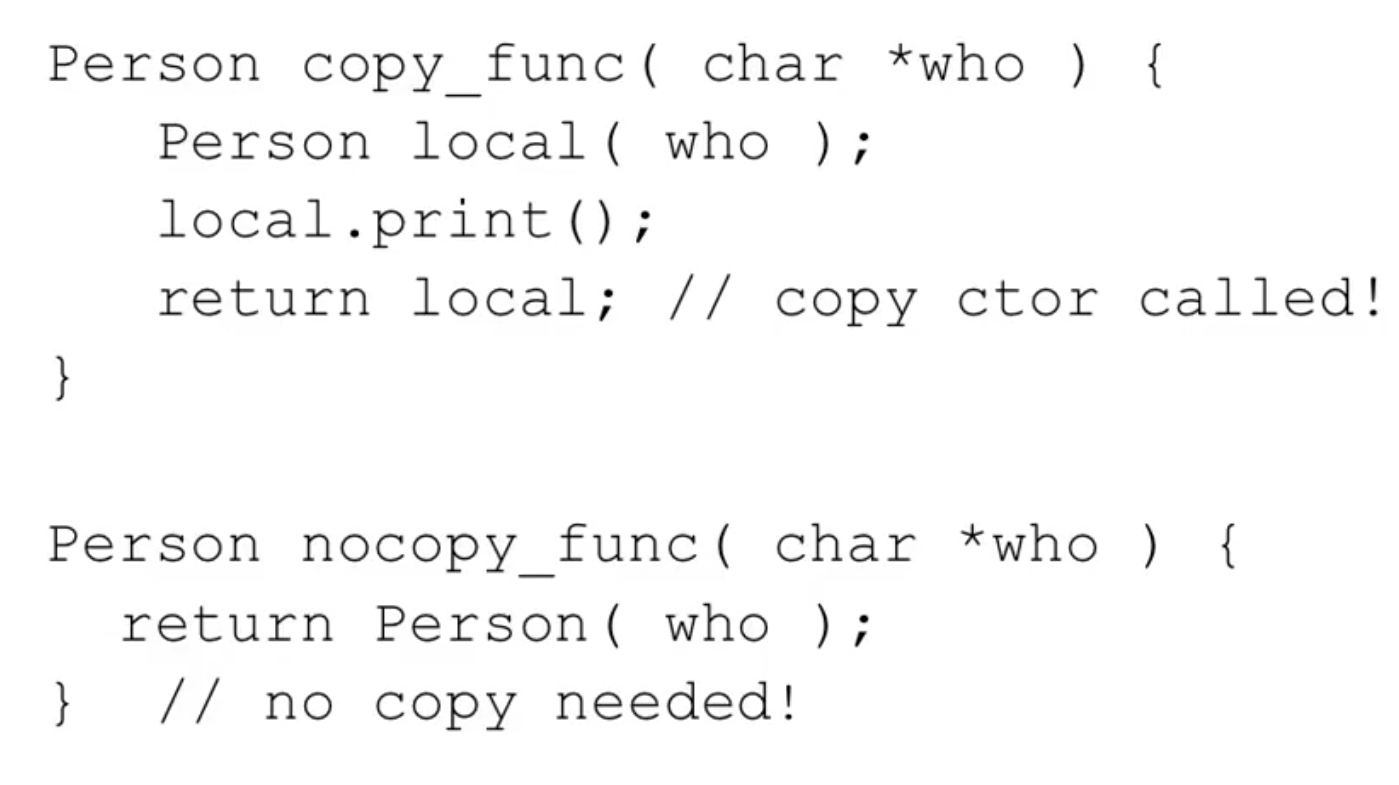 Person copy_func( char *who ) {
   Person local( who );
   local.print();
   return local; // copy ctor called!
}
Person nocopy_func( char *who ) {
  return Person( who );
}  // no copy needed!